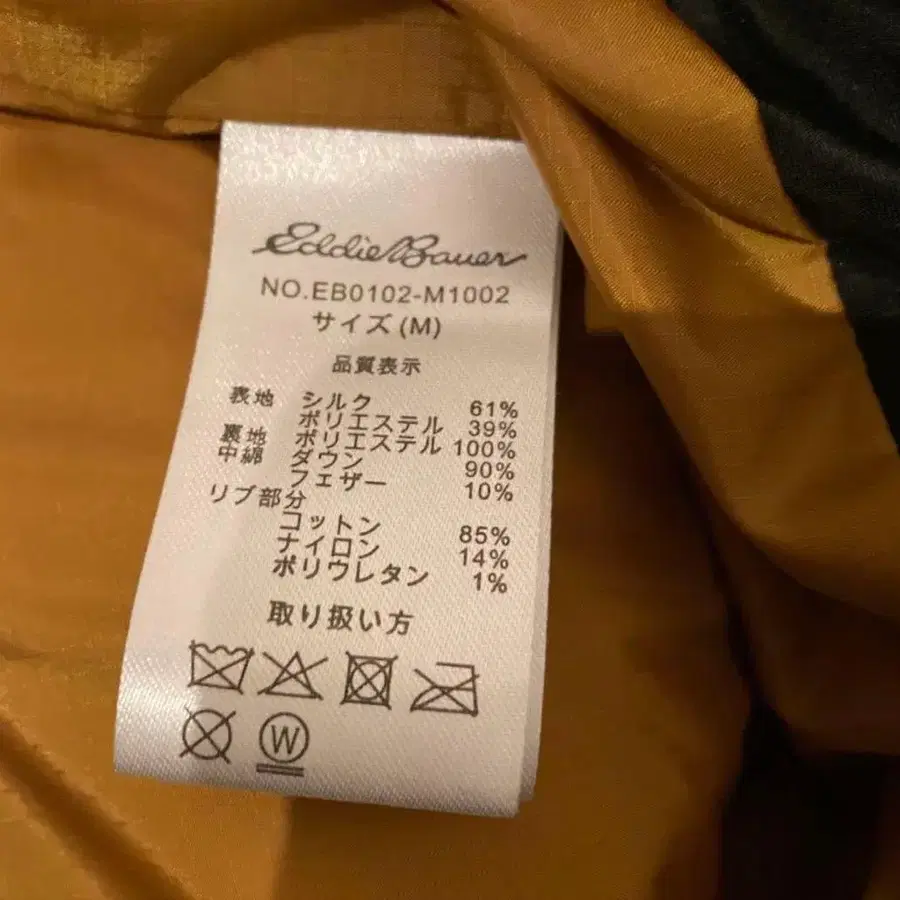 Eddie Bauer
NO.EB0102-M1002
サイズ(M)
品質表示
表地 シルク 61%
ポリエステル 39%
裏地 ポリエステル 100%
中綿 ダウン 90%
フェザー 10%
リブ部分
コットン 85%
ナイロン 14%
ポリウレタン 1%
取り扱い方
W